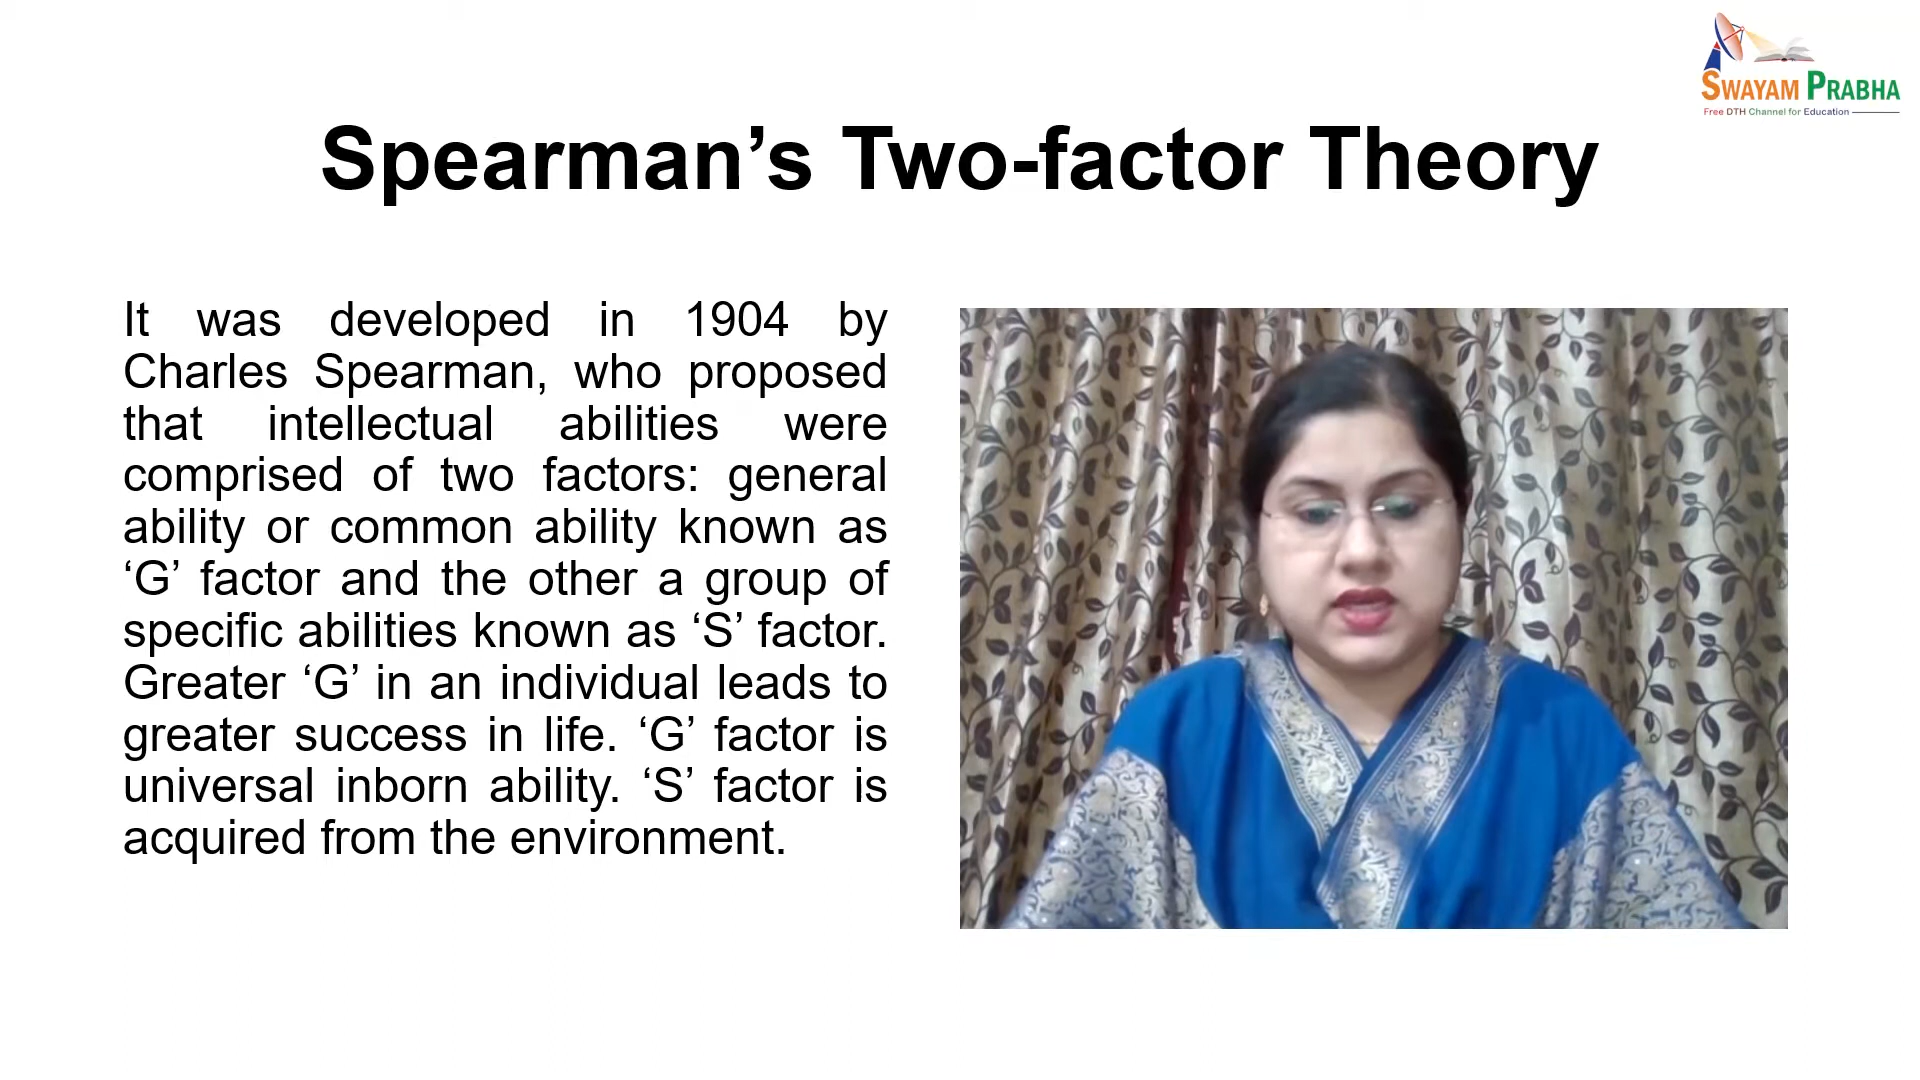 SWAYAM PRABHA
Free DTH Channel for Education
Spearman’s Two-factor Theory
It was developed in 1904 by
Charles Spearman, who proposed
that intellectual abilities were
comprised of two factors: general
ability or common ability known as
‘G’ factor and the other a group of
specific abilities known as ‘S’ factor.
Greater ‘G’ in an individual leads to
greater success in life. ‘G’ factor is
universal inborn ability. ‘S’ factor is
acquired from the environment.